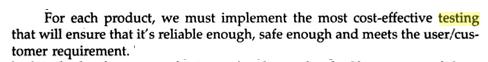 For each product, we must implement the most cost-effective testing
that will ensure that it's reliable enough, safe enough and meets the user/cus-
tomer requirement.